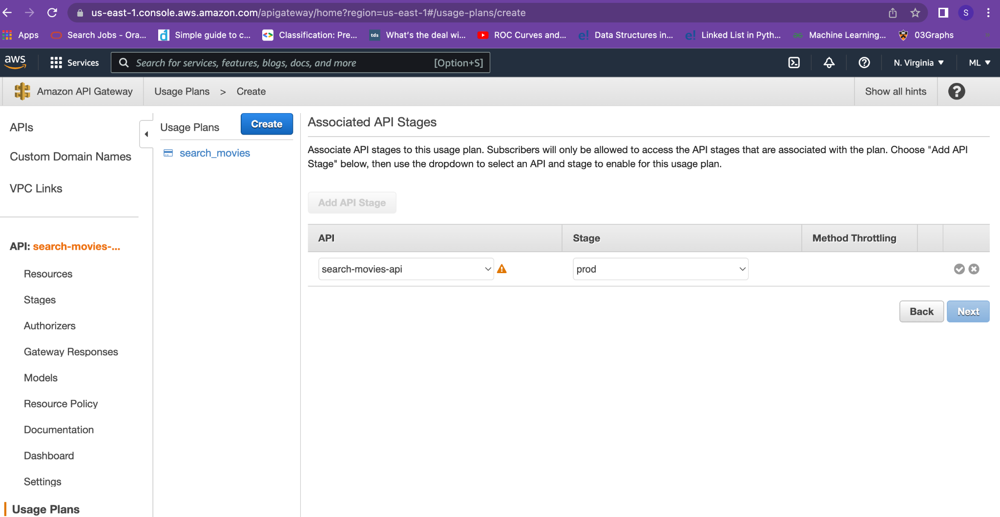 us-east-1.console.aws.amazon.com/apigateway/home?region=us-east-1#/usage-plans/create
S
Apps
Search Jobs - Ora...
Simple guide to c...
Classification: Pre...
tds
What's the deal wi...
ROC Curves and...
e!
Data Structures in...
e!
Linked List in Pyth...
Machine Learning...
03Graphs
aws
Services
Search for services, features, blogs, docs, and more
[Option+S]
N. Virginia
ML
Amazon API Gateway
Usage Plans > Create
Show all hints
APIs
Custom Domain Names
VPC Links
API: search-movies-...
Resources
Stages
Authorizers
Gateway Responses
Models
Resource Policy
Documentation
Dashboard
Settings
Usage Plans
Usage Plans
Create
search_movies
Associated API Stages
Associate API stages to this usage plan. Subscribers will only be allowed to access the API stages that are associated with the plan. Choose "Add API
Stage" below, then use the dropdown to select an API and stage to enable for this usage plan.
Add API Stage
API
Stage
Method Throttling
search-movies-api
prod
Back
Next